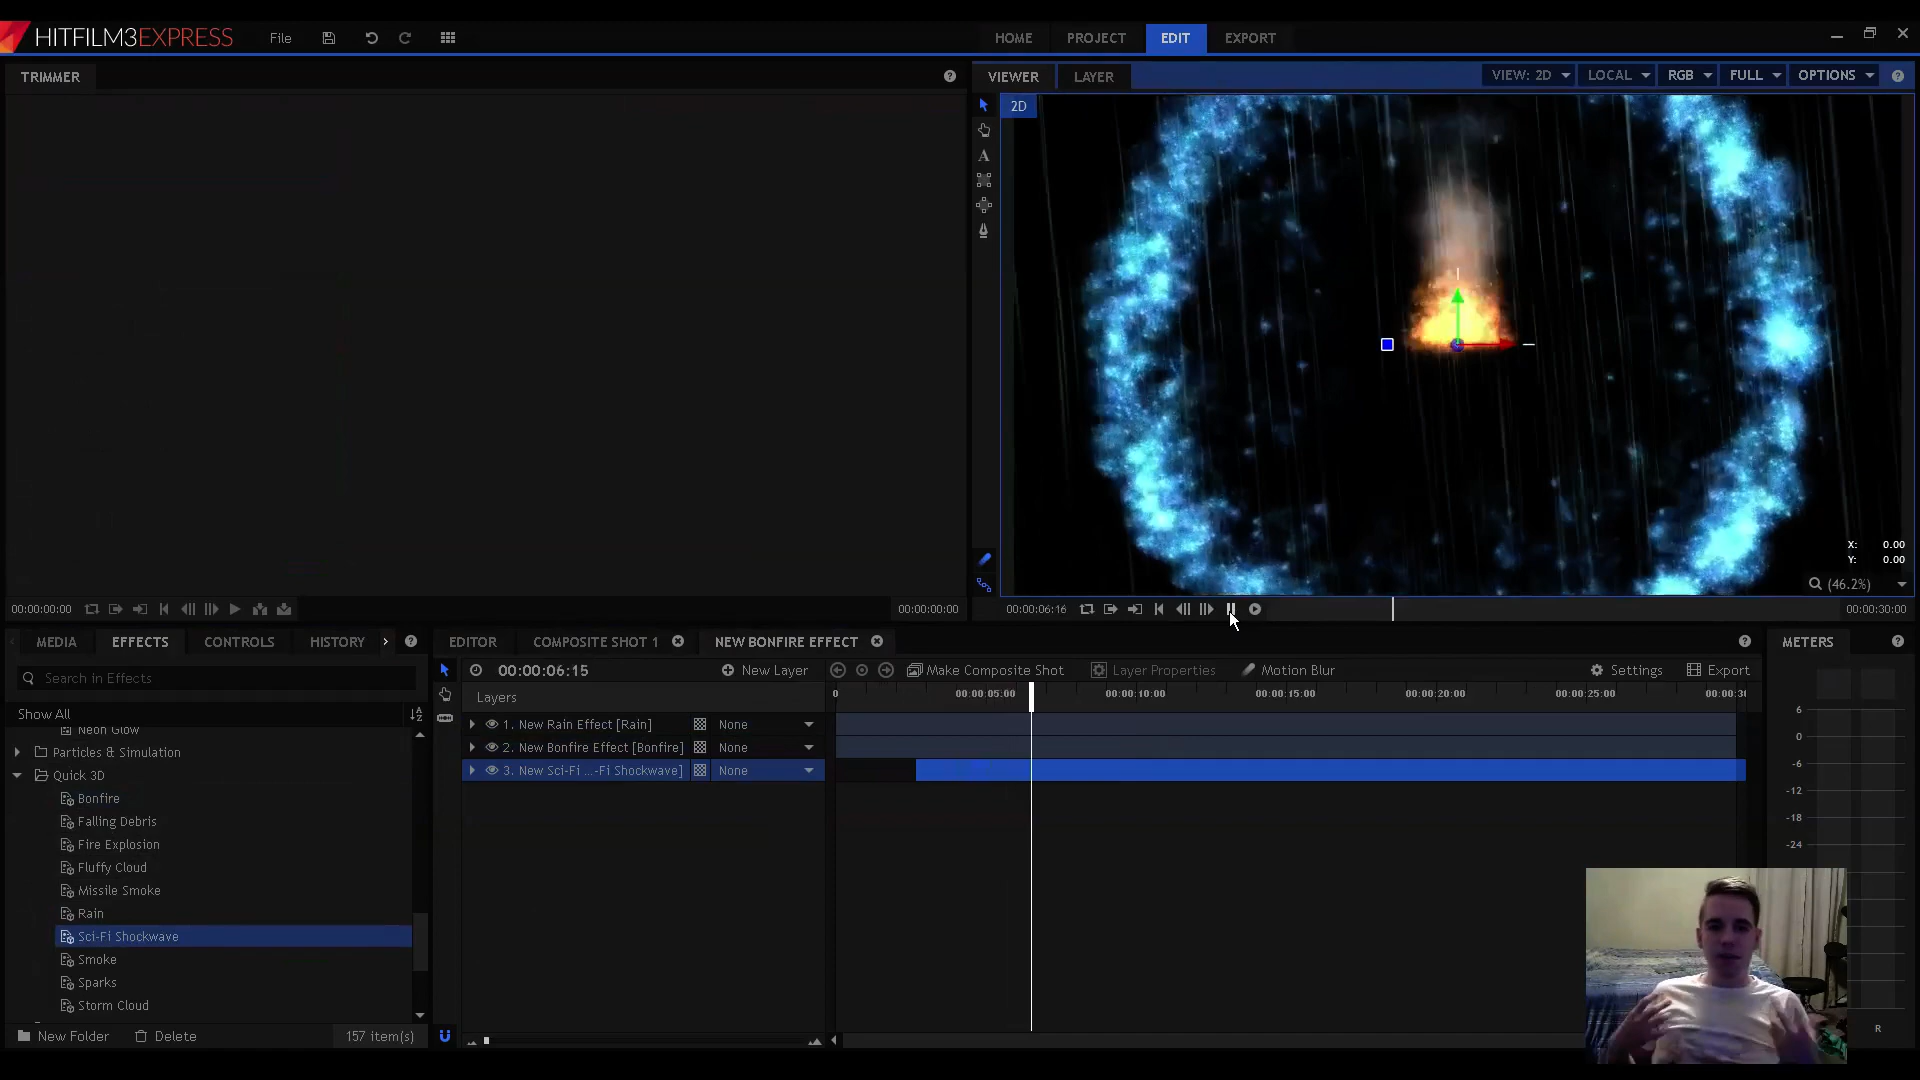 HITFILM3EXPRESS File HOME PROJECT EDIT EXPORT
TRIMMER
VIEWER LAYER VIEW: 2D LOCAL RGB FULL OPTIONS
2D
A
X: 0.00
Y: 0.00
(46.2%)
00:00:00:00 00:00:00:00
00:00:06:16 00:00:30:00
MEDIA EFFECTS CONTROLS HISTORY
Search in Effects
Show All
Neon Glow
Particles & Simulation
Quick 3D
Bonfire
Falling Debris
Fire Explosion
Fluffy Cloud
Missile Smoke
Rain
Sci-Fi Shockwave
Smoke
Sparks
Storm Cloud
New Folder Delete 157 item(s)
EDITOR COMPOSITE SHOT 1 NEW BONFIRE EFFECT
00:00:06:15 New Layer Make Composite Shot Layer Properties Motion Blur Settings Export
Layers 0 00:00:05:00 00:00:10:00 00:00:15:00 00:00:20:00 00:00:25:00 00:00:30
1. New Rain Effect [Rain] None
2. New Bonfire Effect [Bonfire] None
3. New Sci-Fi ...-Fi Shockwave] None
METERS
6
0
-6
-12
-18
-24
R